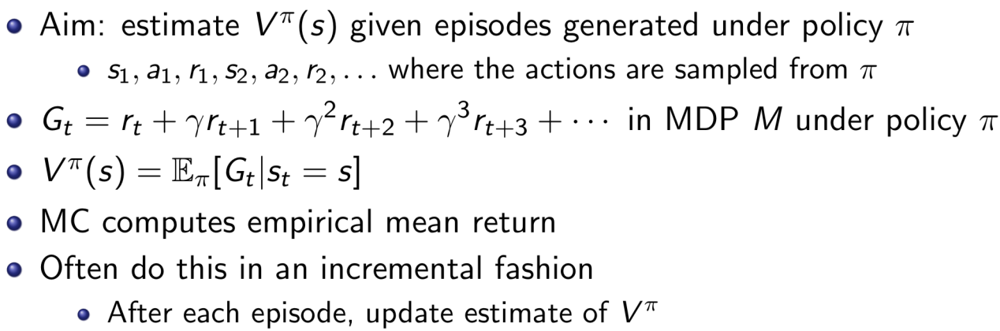 • Aim: estimate $V^\pi(s)$ given episodes generated under policy $\pi$
• $s_1, a_1, r_1, s_2, a_2, r_2, \ldots$ where the actions are sampled from $\pi$
• $G_t = r_t + \gamma r_{t+1} + \gamma^2 r_{t+2} + \gamma^3 r_{t+3} + \cdots$ in MDP $M$ under policy $\pi$
• $V^\pi(s) = \mathbb{E}_\pi[G_t | s_t = s]$
• MC computes empirical mean return
• Often do this in an incremental fashion
• After each episode, update estimate of $V^\pi$